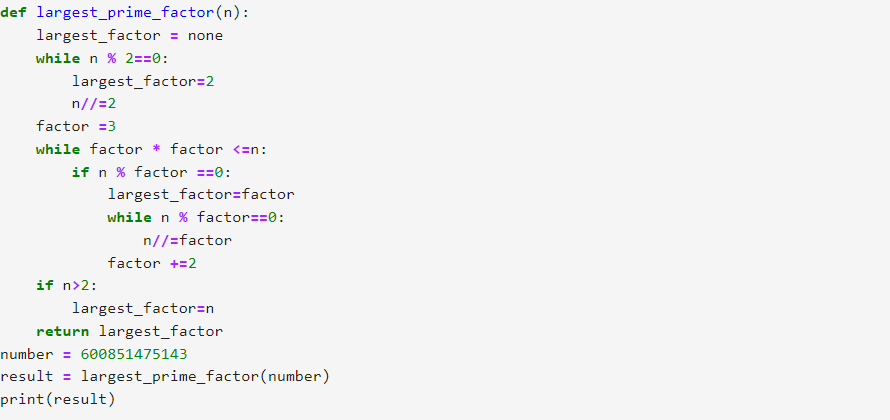 def largest_prime_factor(n):
    largest_factor = none
    while n % 2==0:
        largest_factor=2
        n//=2
    factor =3
    while factor * factor <=n:
        if n % factor ==0:
            largest_factor=factor
            while n % factor==0:
                n//=factor
            factor +=2
    if n>2:
        largest_factor=n
    return largest_factor
number = 600851475143
result = largest_prime_factor(number)
print(result)